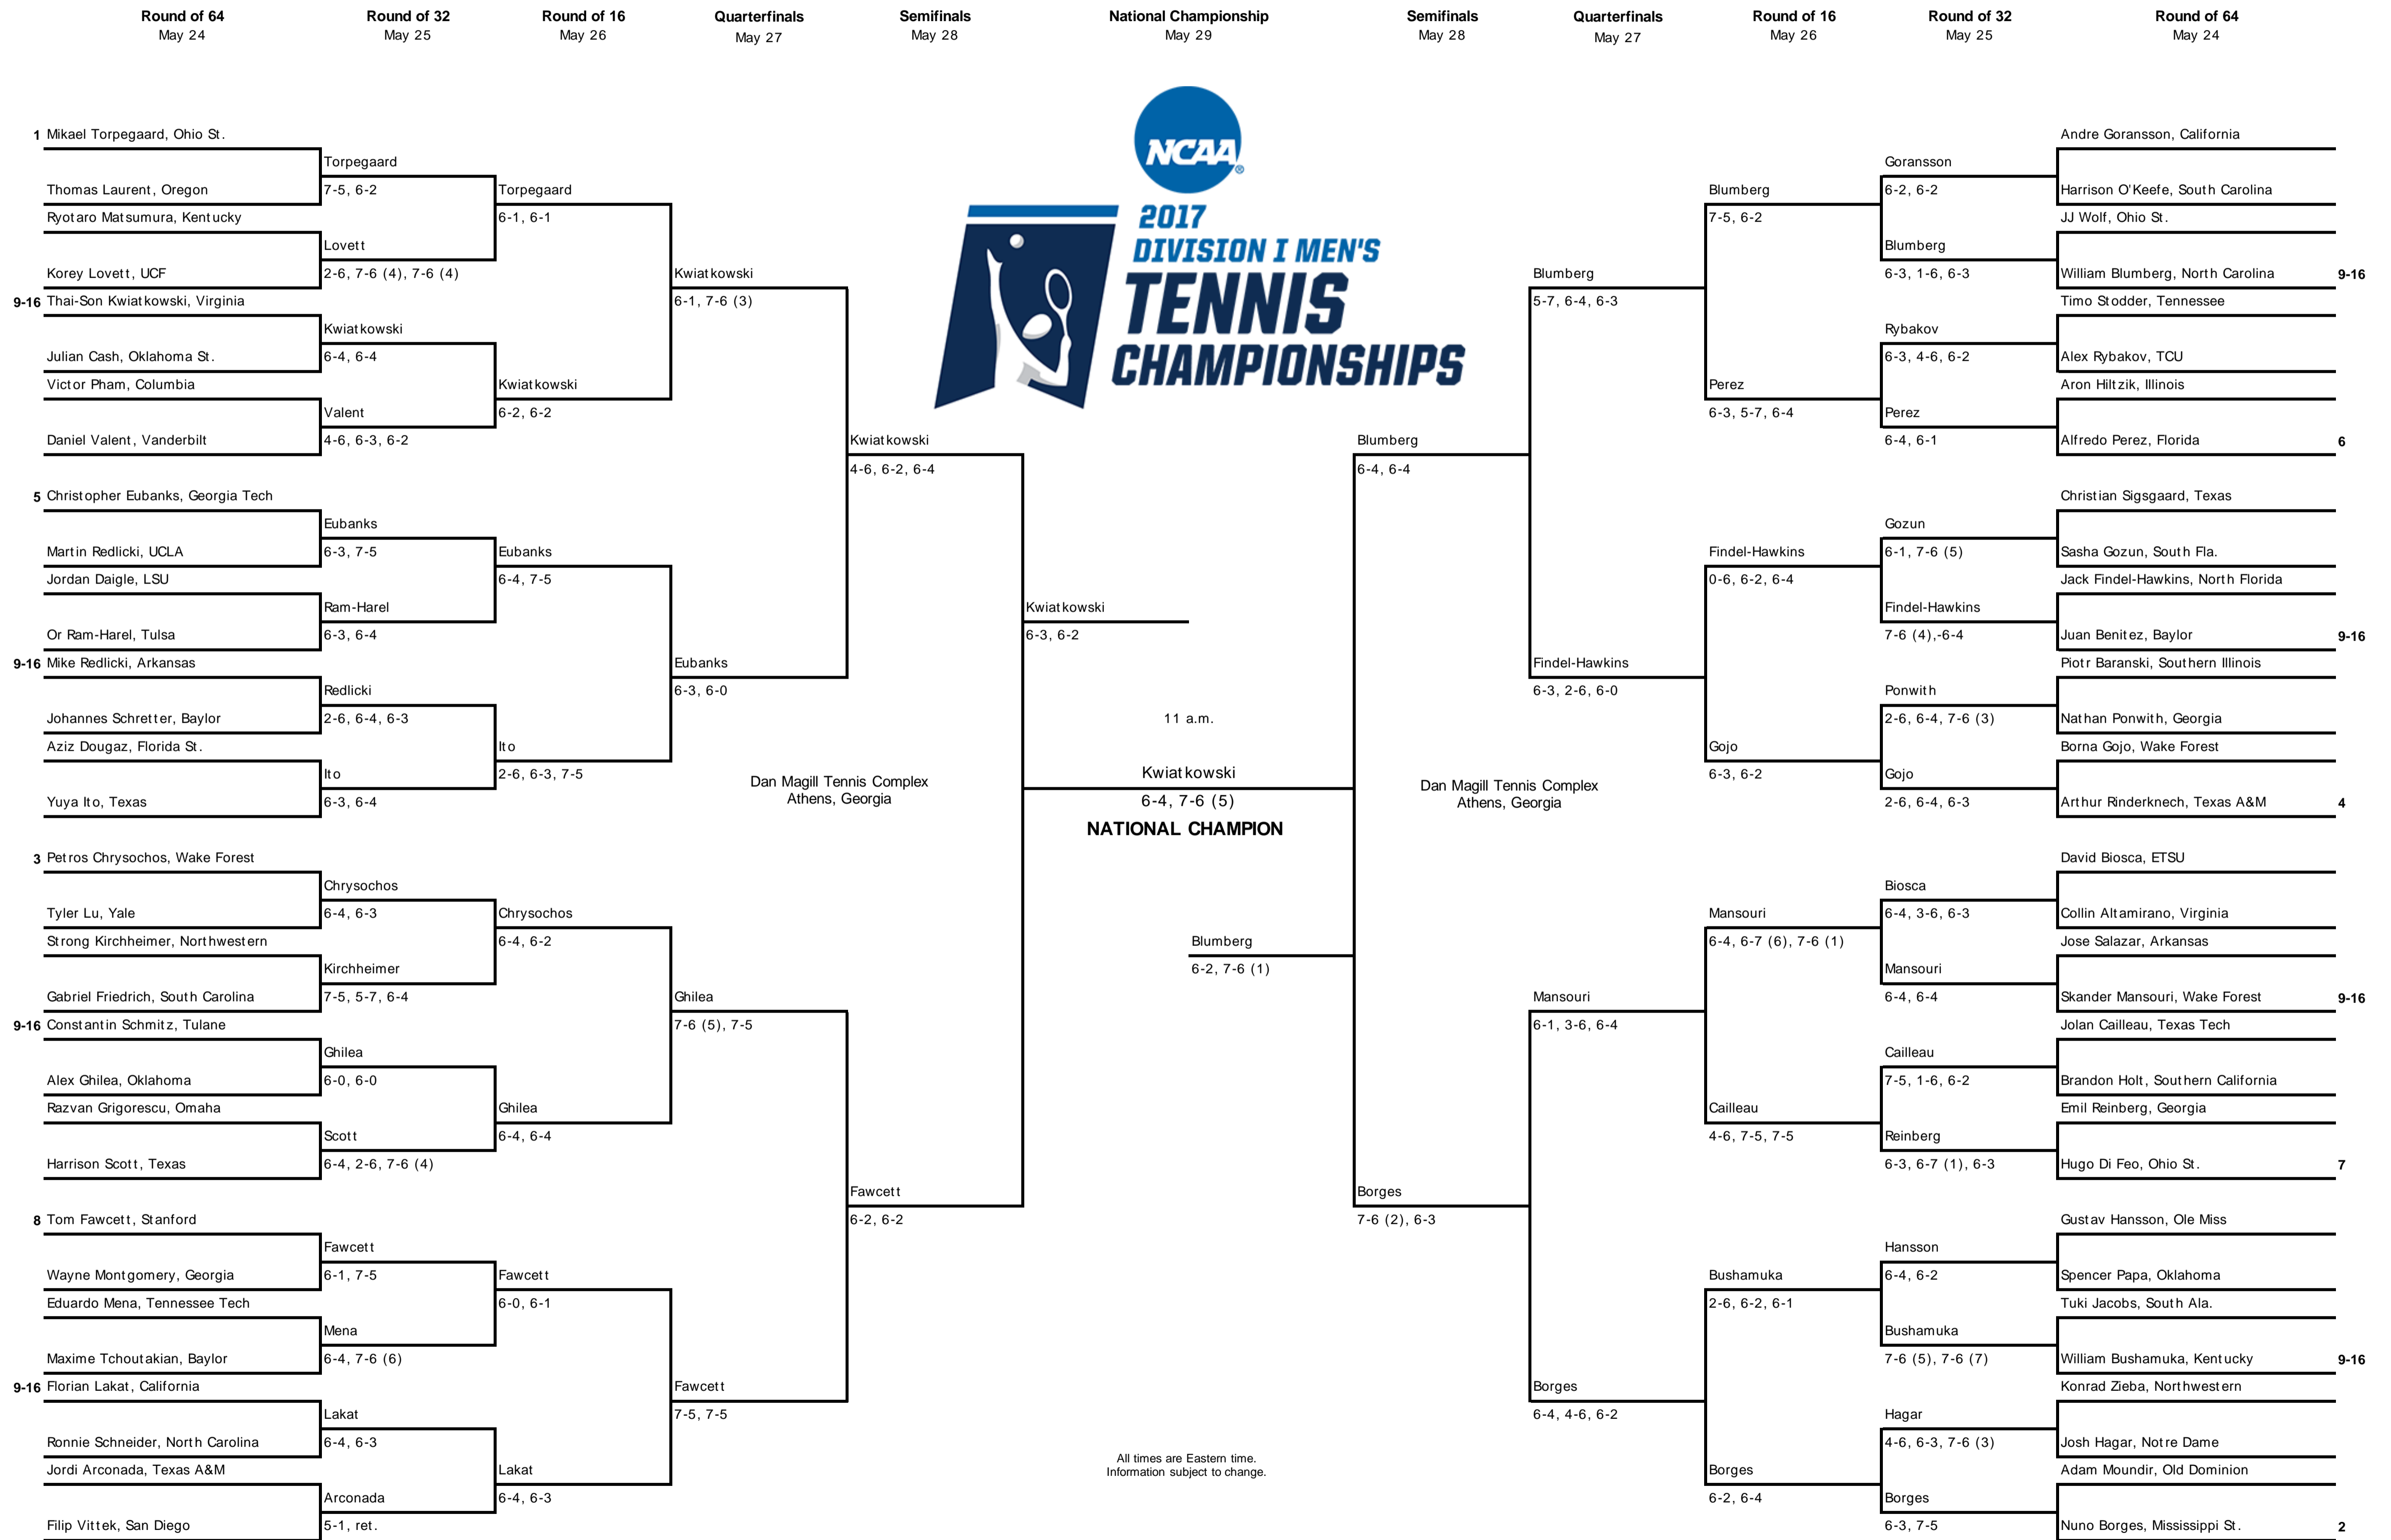 Round of 64
May 24
Round of 32
May 25
Round of 16
May 26
Quarterfinals
May 27
Semifinals
May 28
National Championship
May 29
Semifinals
May 28
Quarterfinals
May 27
Round of 16
May 26
Round of 32
May 25
Round of 64
May 24
1 Mikael Torpegaard, Ohio St.
Thomas Laurent, Oregon
Ryotaro Matsumura, Kentucky
Korey Lovett, UCF
9-16 Thai-Son Kwiatkowski, Virginia
Julian Cash, Oklahoma St.
Victor Pham, Columbia
Daniel Valent, Vanderbilt
5 Christopher Eubanks, Georgia Tech
Martin Redlicki, UCLA
Jordan Daigle, LSU
Or Ram-Harel, Tulsa
9-16 Mike Redlicki, Arkansas
Johannes Schretter, Baylor
Aziz Dougaz, Florida St.
Yuya Ito, Texas
3 Petros Chrysochos, Wake Forest
Tyler Lu, Yale
Strong Kirchheimer, Northwestern
Gabriel Friedrich, South Carolina
9-16 Constantin Schmitz, Tulane
Alex Ghilea, Oklahoma
Razvan Grigorescu, Omaha
Harrison Scott, Texas
8 Tom Fawcett, Stanford
Wayne Montgomery, Georgia
Eduardo Mena, Tennessee Tech
Maxime Tchoutakian, Baylor
9-16 Florian Lakat, California
Ronnie Schneider, North Carolina
Jordi Arconada, Texas A&M
Filip Vittek, San Diego
Torpegaard
7-5, 6-2
Lovett
2-6, 7-6 (4), 7-6 (4)
Kwiatkowski
6-4, 6-4
Valent
4-6, 6-3, 6-2
Eubanks
6-3, 7-5
Ram-Harel
6-3, 6-4
Redlicki
2-6, 6-4, 6-3
Ito
6-3, 6-4
Chrysochos
6-4, 6-3
Kirchheimer
7-5, 5-7, 6-4
Ghilea
6-0, 6-0
Scott
6-4, 2-6, 7-6 (4)
Fawcett
6-1, 7-5
Mena
6-4, 7-6 (6)
Lakat
6-4, 6-3
Arconada
5-1, ret.
Torpegaard
6-1, 6-1
Kwiatkowski
6-2, 6-2
Eubanks
6-4, 7-5
Ito
2-6, 6-3, 7-5
Chrysochos
6-4, 6-2
Ghilea
6-4, 6-4
Fawcett
6-0, 6-1
Lakat
6-4, 6-3
Kwiatkowski
6-1, 7-6 (3)
Eubanks
6-3, 6-0
Ghilea
7-6 (5), 7-5
Fawcett
7-5, 7-5
Kwiatkowski
4-6, 6-2, 6-4
Fawcett
6-2, 6-2
Dan Magill Tennis Complex
Athens, Georgia
NCAA®
2017
DIVISION I MEN'S
TENNIS
CHAMPIONSHIPS
Kwiatkowski
6-3, 6-2
11 a.m.
Kwiatkowski
6-4, 7-6 (5)
NATIONAL CHAMPION
Blumberg
6-2, 7-6 (1)
All times are Eastern time.
Information subject to change.
Blumberg
6-4, 6-4
Borges
7-6 (2), 6-3
Dan Magill Tennis Complex
Athens, Georgia
Blumberg
5-7, 6-4, 6-3
Findel-Hawkins
6-3, 2-6, 6-0
Mansouri
6-1, 3-6, 6-4
Borges
6-4, 4-6, 6-2
Blumberg
7-5, 6-2
Perez
6-3, 5-7, 6-4
Findel-Hawkins
0-6, 6-2, 6-4
Gojo
6-3, 6-2
Mansouri
6-4, 6-7 (6), 7-6 (1)
Cailleau
4-6, 7-5, 7-5
Bushamuka
2-6, 6-2, 6-1
Borges
6-2, 6-4
Goransson
6-2, 6-2
Blumberg
6-3, 1-6, 6-3
Rybakov
6-3, 4-6, 6-2
Perez
6-4, 6-1
Gozun
6-1, 7-6 (5)
Findel-Hawkins
7-6 (4),-6-4
Ponwith
2-6, 6-4, 7-6 (3)
Gojo
2-6, 6-4, 6-3
Biosca
6-4, 3-6, 6-3
Mansouri
6-4, 6-4
Cailleau
7-5, 1-6, 6-2
Reinberg
6-3, 6-7 (1), 6-3
Hansson
6-4, 6-2
Bushamuka
7-6 (5), 7-6 (7)
Hagar
4-6, 6-3, 7-6 (3)
Borges
6-3, 7-5
Andre Goransson, California
Harrison O'Keefe, South Carolina
JJ Wolf, Ohio St.
William Blumberg, North Carolina 9-16
Timo Stodder, Tennessee
Alex Rybakov, TCU
Aron Hiltzik, Illinois
Alfredo Perez, Florida 6
Christian Sigsgaard, Texas
Sasha Gozun, South Fla.
Jack Findel-Hawkins, North Florida
Juan Benitez, Baylor 9-16
Piotr Baranski, Southern Illinois
Nathan Ponwith, Georgia
Borna Gojo, Wake Forest
Arthur Rinderknech, Texas A&M 4
David Biosca, ETSU
Collin Altamirano, Virginia
Jose Salazar, Arkansas
Skander Mansouri, Wake Forest 9-16
Jolan Cailleau, Texas Tech
Brandon Holt, Southern California
Emil Reinberg, Georgia
Hugo Di Feo, Ohio St. 7
Gustav Hansson, Ole Miss
Spencer Papa, Oklahoma
Tuki Jacobs, South Ala.
William Bushamuka, Kentucky 9-16
Konrad Zieba, Northwestern
Josh Hagar, Notre Dame
Adam Moundir, Old Dominion
Nuno Borges, Mississippi St. 2